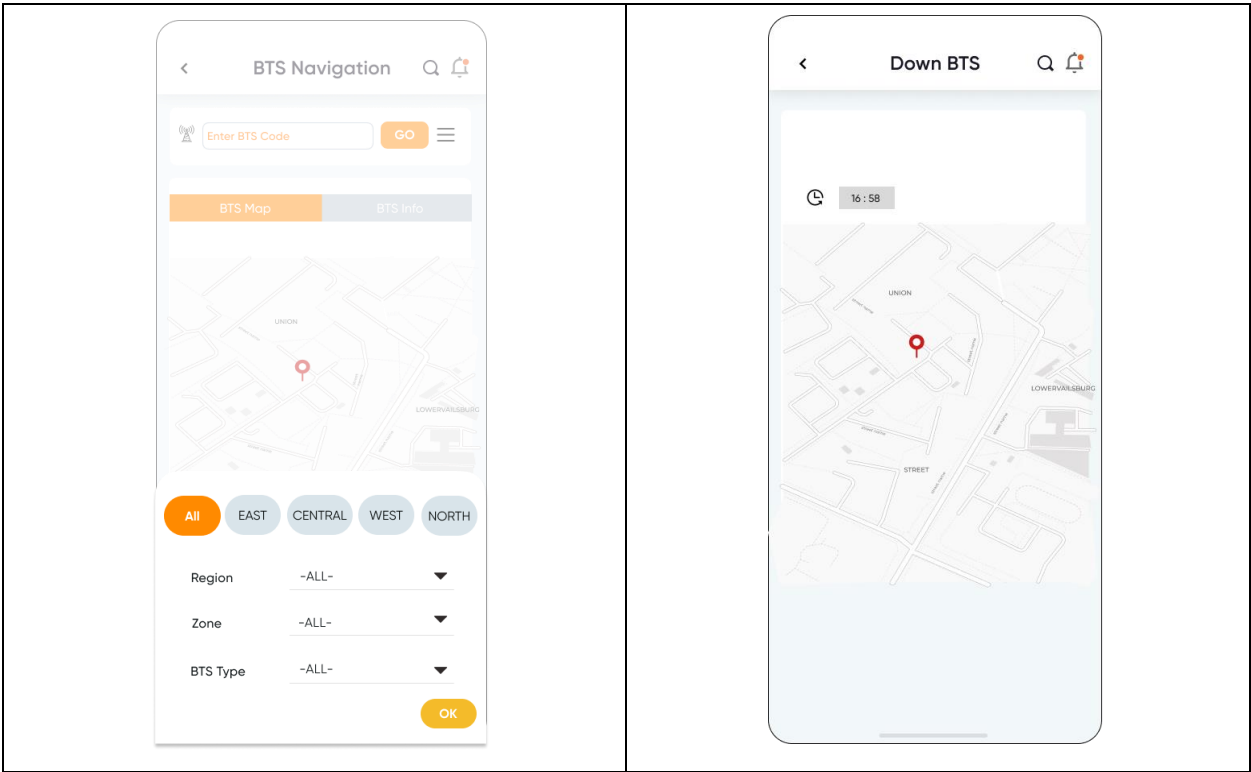 BTS Navigation
Enter BTS Code
GO
BTS Map
BTS Info
UNION
LOWERVAILSBURG
All
EAST
CENTRAL
WEST
NORTH
Region
-ALL-
Zone
-ALL-
BTS Type
-ALL-
OK
Down BTS
16 : 58
UNION
LOWERVAILSBURG
STREET